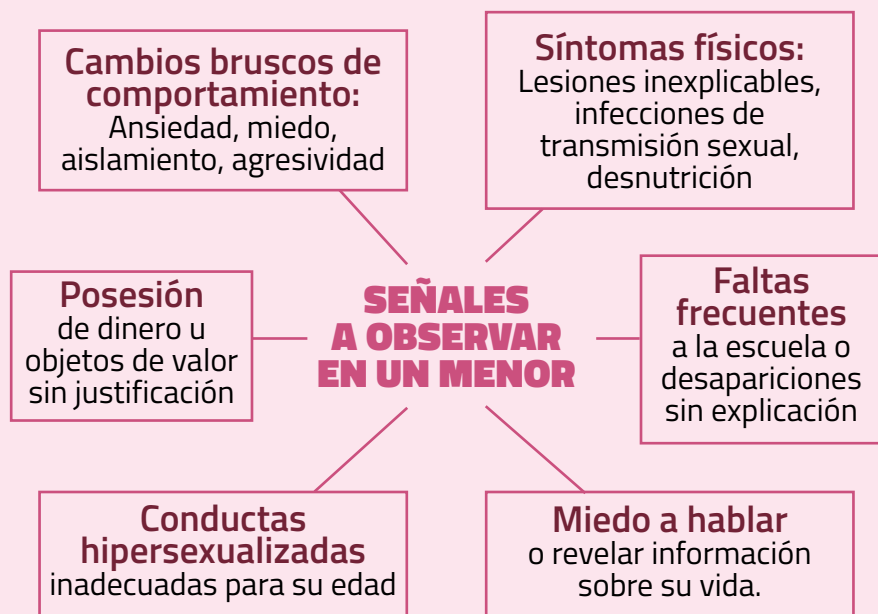 Cambios bruscos de
comportamiento:
Ansiedad, miedo,
aislamiento, agresividad
Síntomas físicos:
Lesiones inexplicables,
infecciones de
transmisión sexual,
desnutrición
Posesión
de dinero u
objetos de valor
sin justificación
SEÑALES
A OBSERVAR
EN UN MENOR
Faltas
frecuentes
a la escuela o
desapariciones
sin explicación
Conductas
hipersexualizadas
inadecuadas para su edad
Miedo a hablar
o revelar información
sobre su vida.